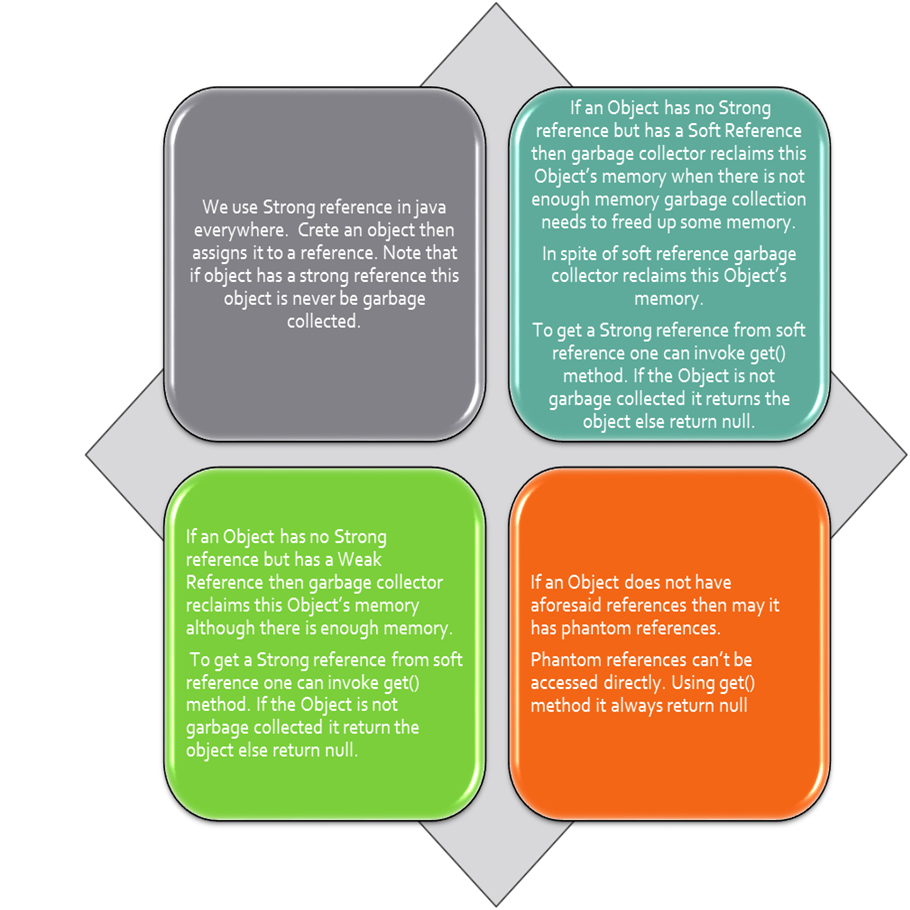 We use Strong reference in java
everywhere.  Crete an object then
assigns it to a reference. Note that
if object has a strong reference this
object is never be garbage
collected.
If an Object has no Strong
reference but has a Soft Reference
then garbage collector reclaims this
Object’s memory when there is not
enough memory garbage collection
needs to freed up some memory.
In spite of soft reference garbage
collector reclaims this Object’s
memory.
To get a Strong reference from soft
reference one can invoke get()
method. If the Object is not
garbage collected it returns the
object else return null.
If an Object has no Strong
reference but has a Weak
Reference then garbage collector
reclaims this Object’s memory
although there is enough memory.
To get a Strong reference from soft
reference one can invoke get()
method. If the Object is not
garbage collected it return the
object else return null.
If an Object does not have
aforesaid references then may it
has phantom references.
Phantom references can’t be
accessed directly. Using get()
method it always return null